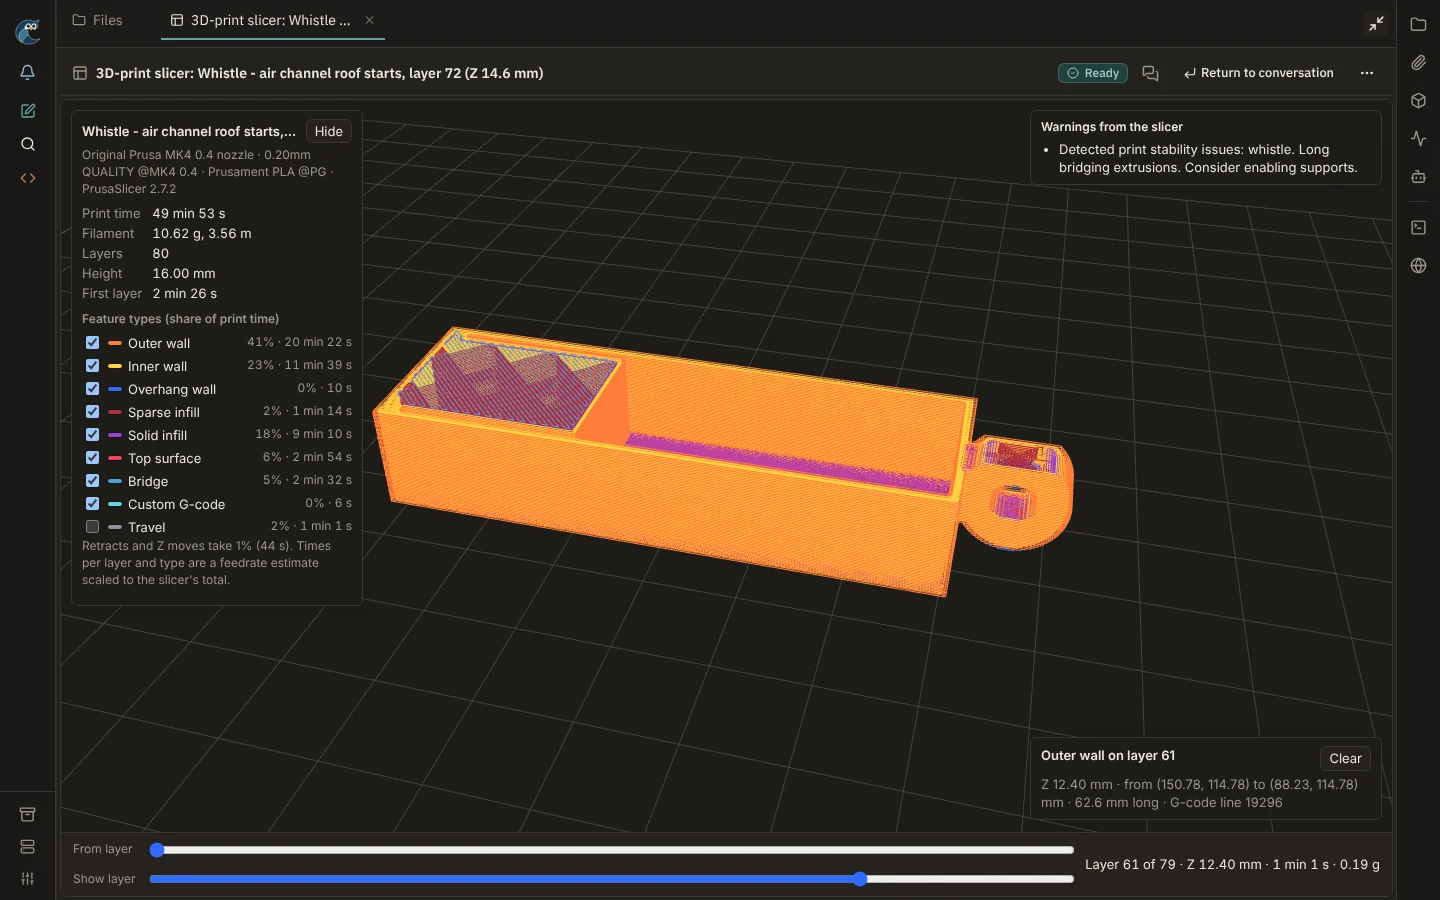 Files
3D-print slicer: Whistle ...
3D-print slicer: Whistle - air channel roof starts, layer 72 (Z 14.6 mm)
Ready
Return to conversation
Whistle - air channel roof starts,...
Hide
Original Prusa MK4 0.4 nozzle · 0.20mm
QUALITY @MK4 0.4 · Prusament PLA @PG ·
PrusaSlicer 2.7.2
Print time 49 min 53 s
Filament 10.62 g, 3.56 m
Layers 80
Height 16.00 mm
First layer 2 min 26 s
Feature types (share of print time)
Outer wall 41% · 20 min 22 s
Inner wall 23% · 11 min 39 s
Overhang wall 0% · 10 s
Sparse infill 2% · 1 min 14 s
Solid infill 18% · 9 min 10 s
Top surface 6% · 2 min 54 s
Bridge 5% · 2 min 32 s
Custom G-code 0% · 6 s
Travel 2% · 1 min 1 s
Retracts and Z moves take 1% (44 s). Times
per layer and type are a feedrate estimate
scaled to the slicer's total.
Warnings from the slicer
• Detected print stability issues: whistle. Long
bridging extrusions. Consider enabling supports.
Outer wall on layer 61
Clear
Z 12.40 mm · from (150.78, 114.78) to (88.23, 114.78)
mm · 62.6 mm long · G-code line 19296
From layer
Show layer
Layer 61 of 79 · Z 12.40 mm · 1 min 1 s · 0.19 g